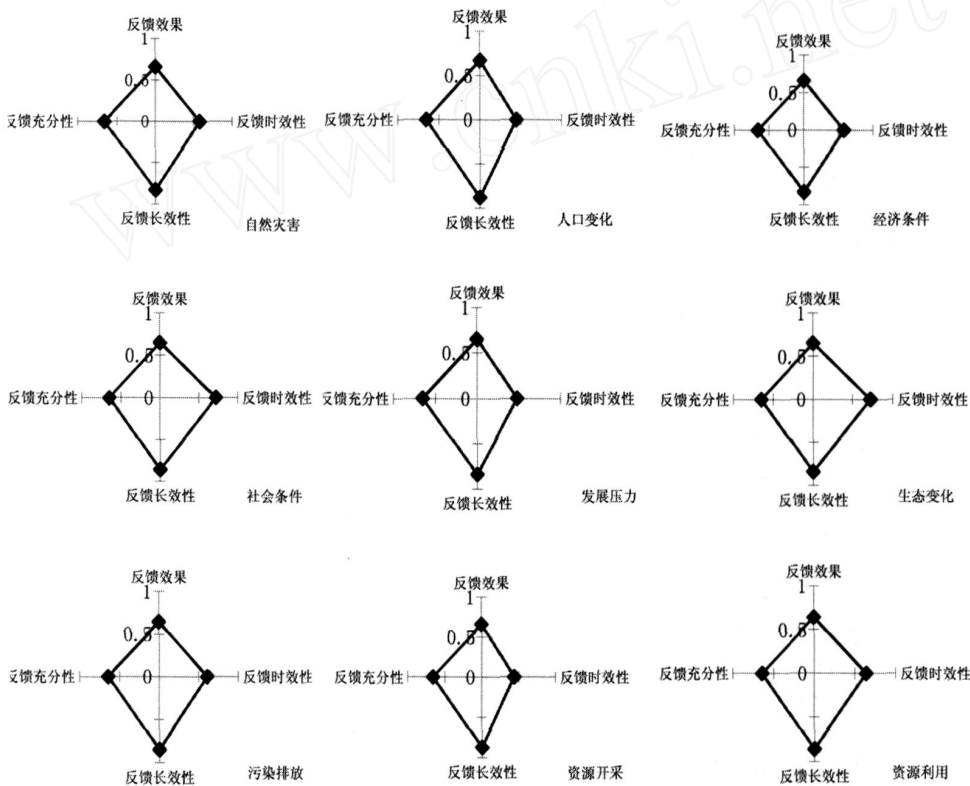 www.cnki.net
反馈效果
1
0.5
反馈充分性
0
反馈时效性
反馈长效性
自然灾害
反馈效果
1
0.5
反馈充分性
0
反馈时效性
反馈长效性
人口变化
反馈效果
1
0.5
反馈充分性
0
反馈时效性
反馈长效性
经济条件
反馈效果
1
0.5
反馈充分性
0
反馈时效性
反馈长效性
社会条件
反馈效果
1
0.5
反馈充分性
0
反馈时效性
反馈长效性
发展压力
反馈效果
1
0.5
反馈充分性
0
反馈时效性
反馈长效性
生态变化
反馈效果
1
0.5
反馈充分性
0
反馈时效性
反馈长效性
污染排放
反馈效果
1
0.5
反馈充分性
0
反馈时效性
反馈长效性
资源开采
反馈效果
1
0.5
反馈充分性
0
反馈时效性
反馈长效性
资源利用